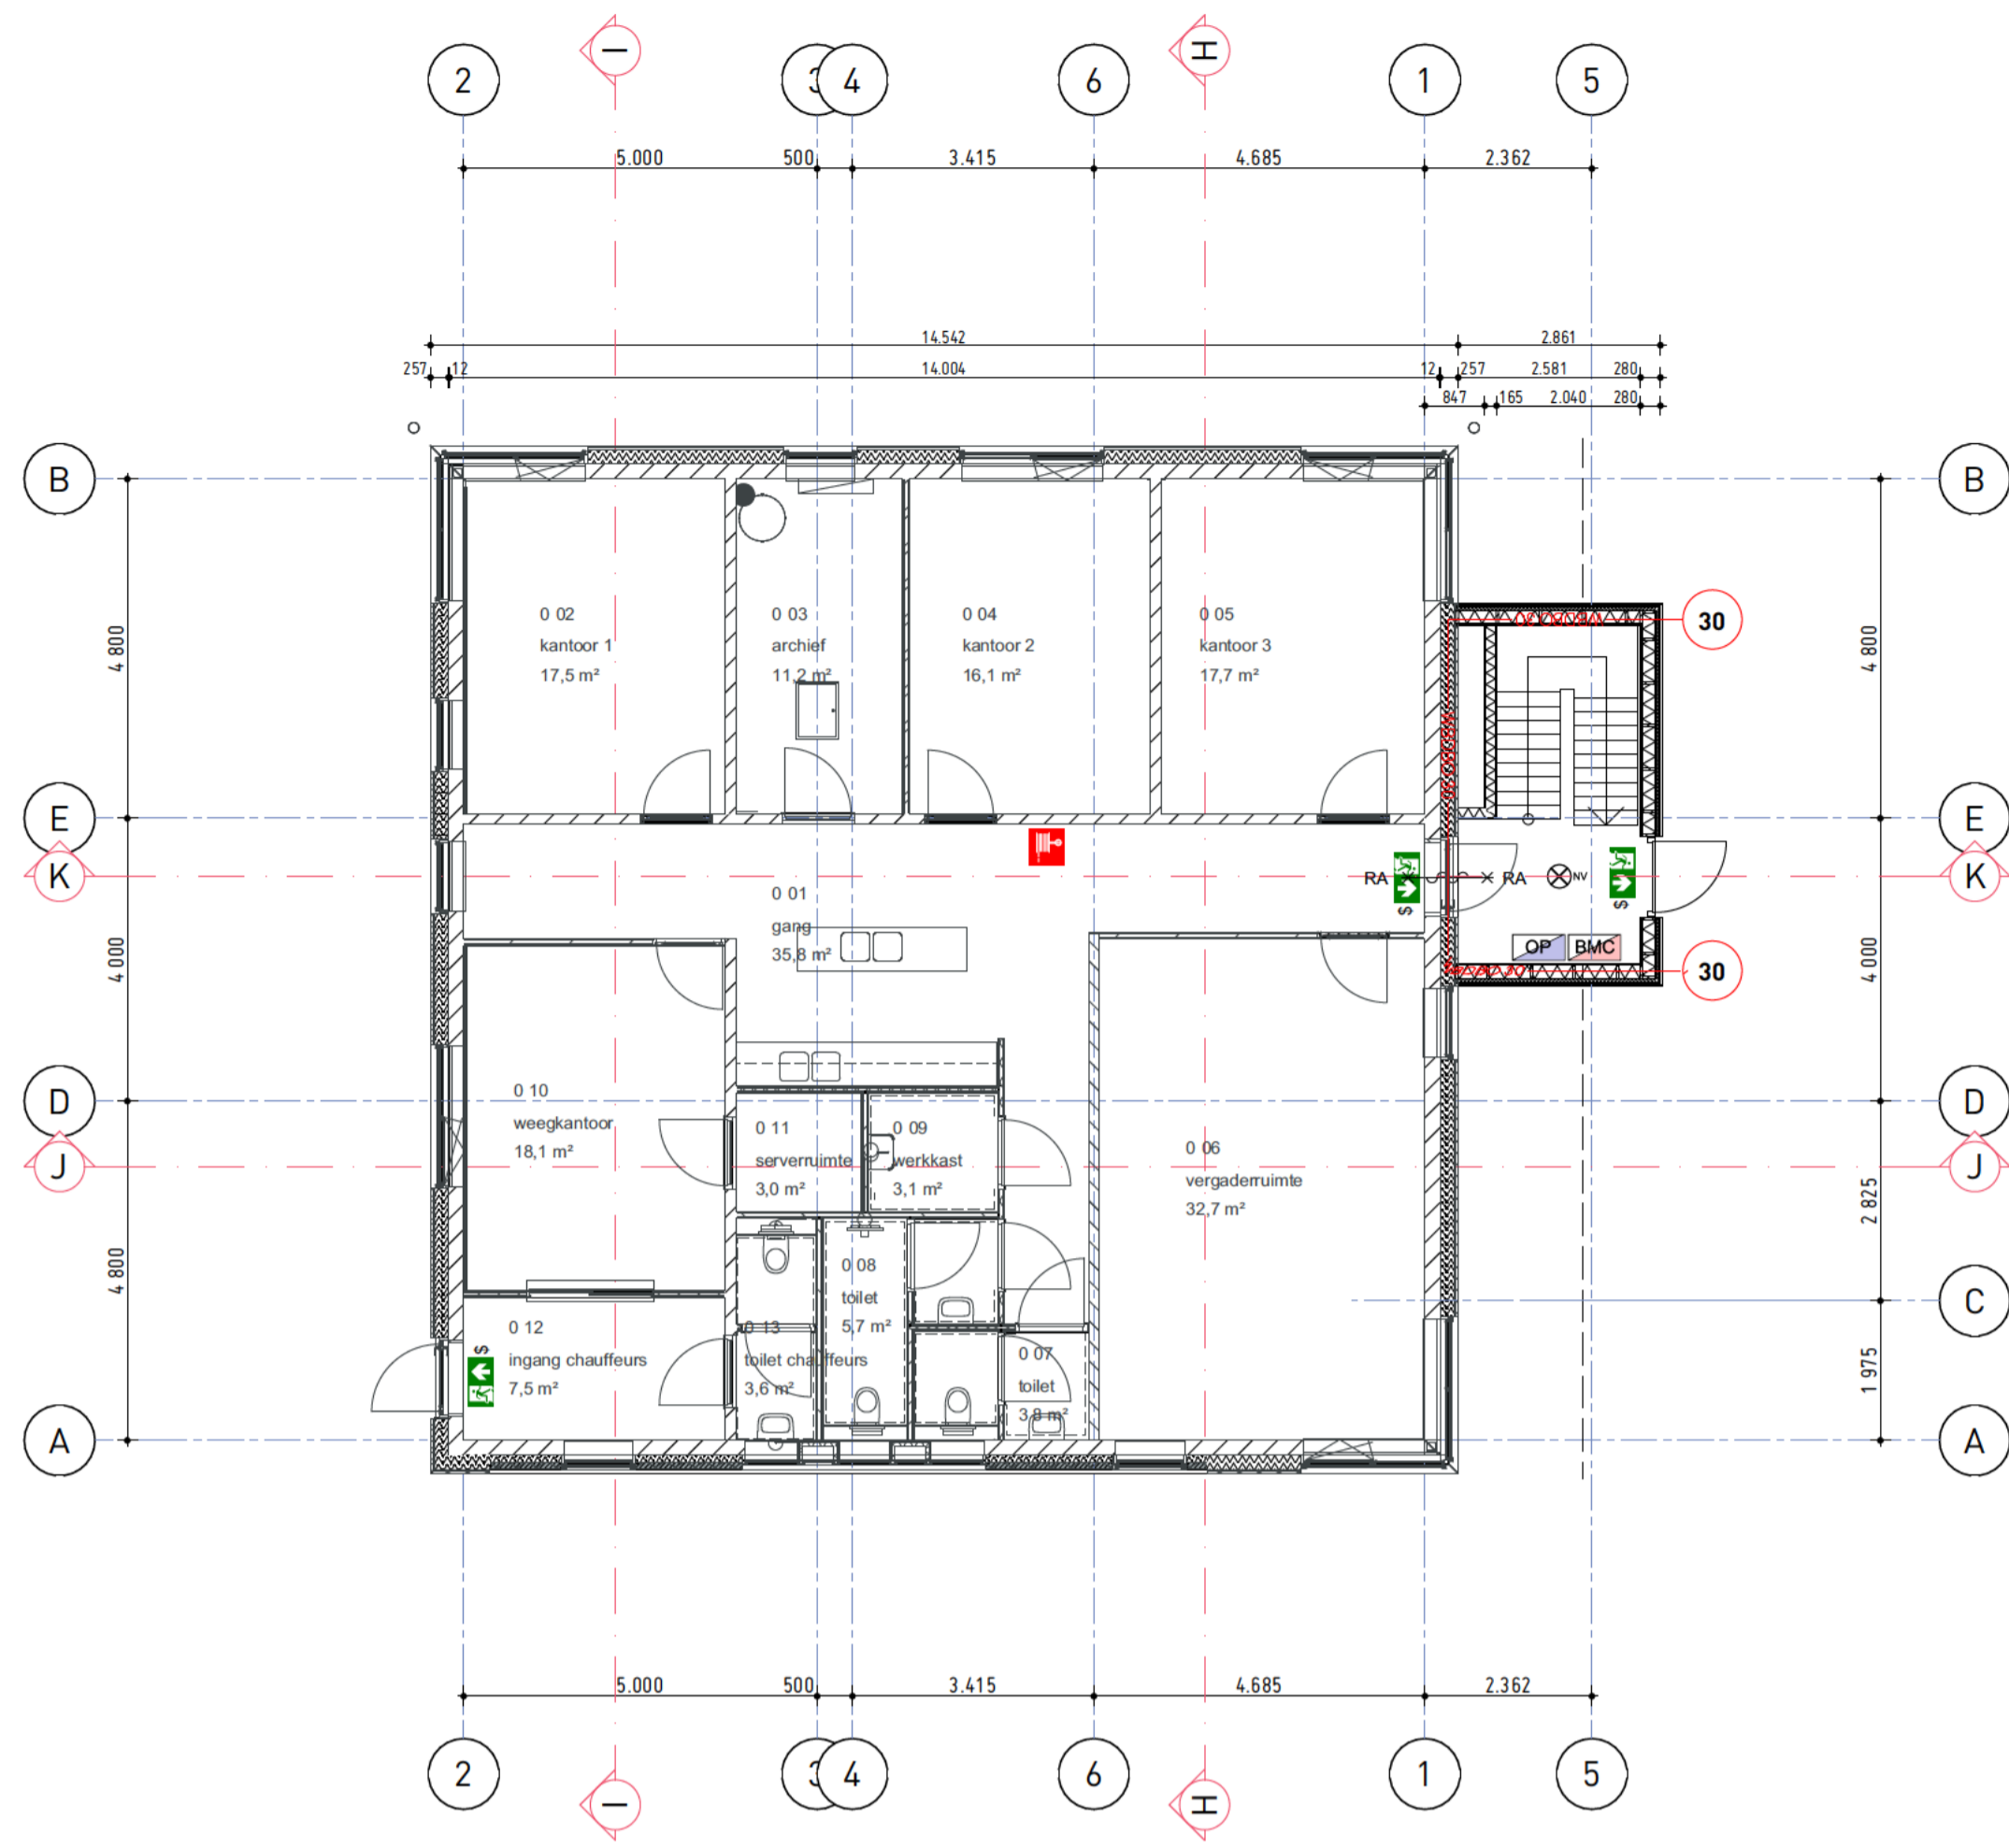 I
H
2
3
4
6
1
5
5.000
500
3.415
4.685
2.362
14.542
2.861
257
12
14.004
12
257
2.581
280
847
165
2.040
280
B
B
4 800
4 800
0 02
kantoor 1
17,5 m²
0 03
archief
11,2 m²
0 04
kantoor 2
16,1 m²
0 05
kantoor 3
17,7 m²
30
E
E
K
K
RA
RA
NV
S
S
0 01
gang
35,8 m²
OP
BMC
30
4 000
4 000
D
D
J
J
0 10
weegkantoor
18,1 m²
0 11
serverruimte
3,0 m²
0 09
werkkast
3,1 m²
0 06
vergaderruimte
32,7 m²
2 825
4 800
C
0 08
toilet
5,7 m²
0 12
ingang chauffeurs
7,5 m²
S
0 13
toilet chauffeurs
3,6 m²
0 07
toilet
3,8 m²
1 975
A
A
5.000
500
3.415
4.685
2.362
2
3
4
6
1
5
I
H